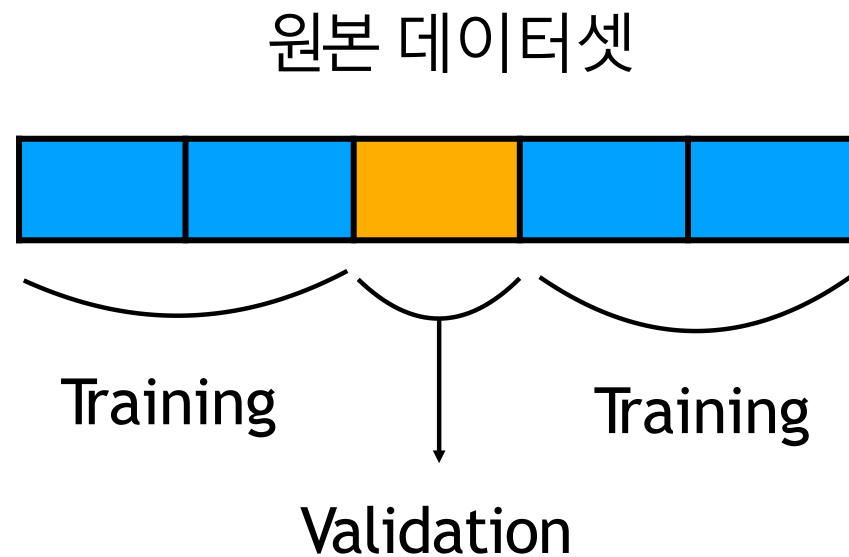 원본 데이터셋
Training
Training
Validation